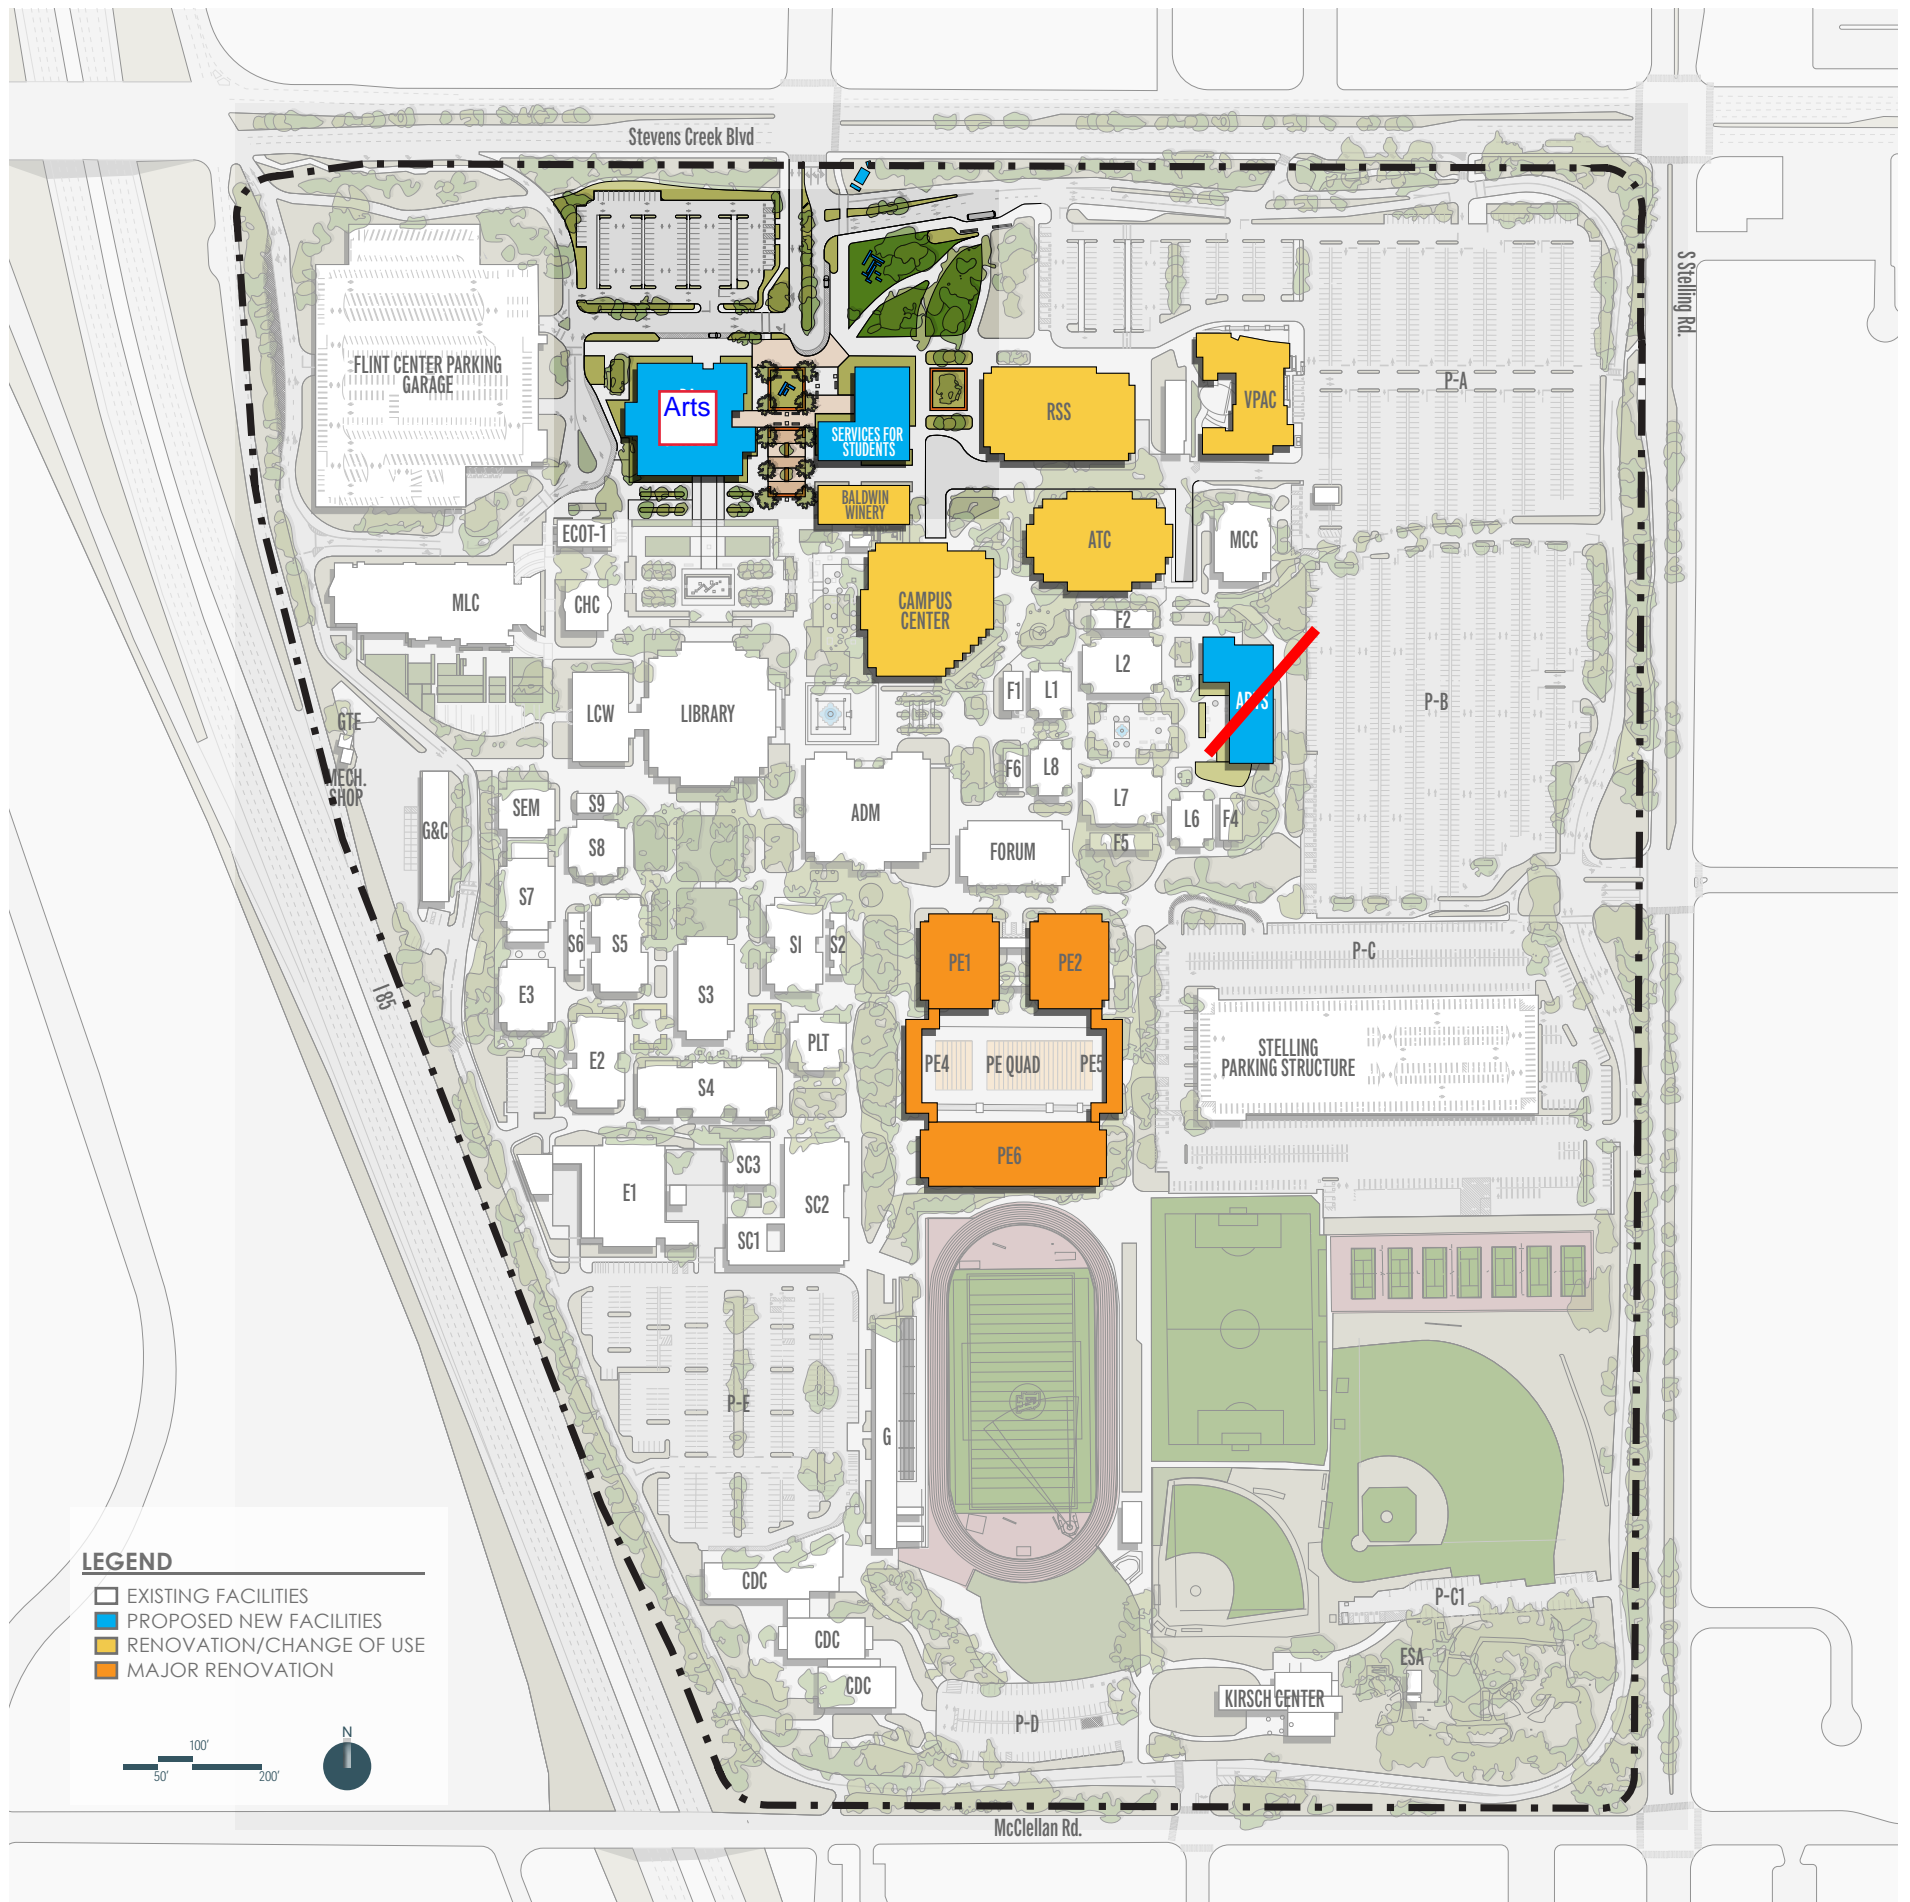 Stevens Creek Blvd
S Stelling Rd.
FLINT CENTER PARKING
GARAGE
Arts
SERVICES FOR
STUDENTS
RSS
VPAC
P-A
BALDWIN
WINERY
ECOT-1
ATC
MCC
MLC
CHC
CAMPUS
CENTER
F2
L2
F1
L1
LCW
LIBRARY
P-B
GTE
MECH.
SHOP
G&C
SEM
S9
S8
ADM
F6
L8
L7
L6
F4
F5
FORUM
S7
S6
S5
S1
S2
PE1
PE2
P-C
E3
S3
I 85
E2
PLT
S4
PE4
PE QUAD
PE5
STELLING
PARKING STRUCTURE
PE6
SC3
E1
SC2
SC1
P-E
G
CDC
CDC
CDC
P-C1
ESA
KIRSCH CENTER
P-D
LEGEND
EXISTING FACILITIES
PROPOSED NEW FACILITIES
RENOVATION/CHANGE OF USE
MAJOR RENOVATION
100'
50'
200'
N
McClellan Rd.